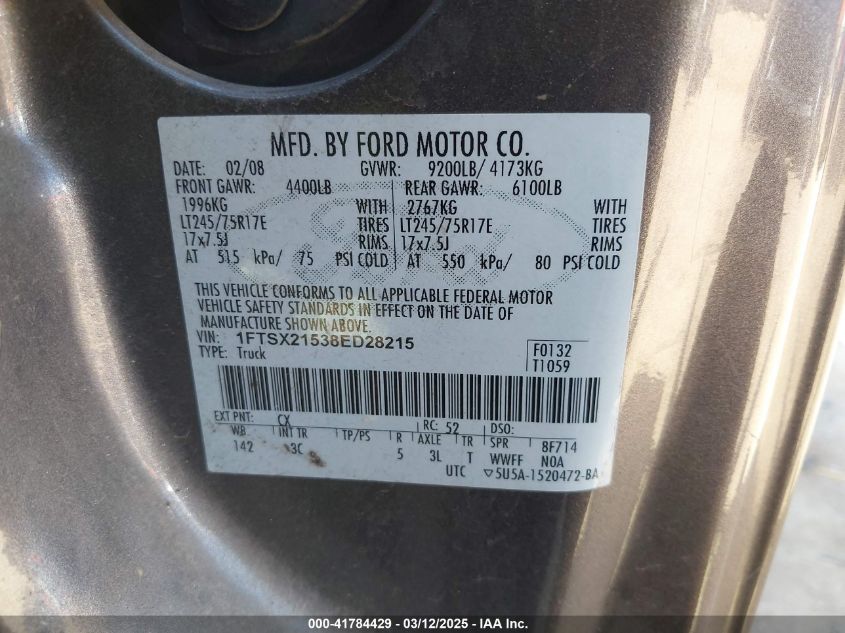 MFD. BY FORD MOTOR CO.
DATE: 02/08 GVWR: 9200LB/ 4173KG
FRONT GAWR: 4400LB REAR GAWR: 6100LB
1996KG WITH 2767KG WITH
LT245/75R17E TIRES LT245/75R17E TIRES
17x7.5J RIMS 17x7.5J RIMS
AT 515 kPa/ 75 PSI COLD AT 550 kPa/ 80 PSI COLD
THIS VEHICLE CONFORMS TO ALL APPLICABLE FEDERAL MOTOR
VEHICLE SAFETY STANDARDS IN EFFECT ON THE DATE OF
MANUFACTURE SHOWN ABOVE.
VIN: 1FTSX21538ED28215
TYPE: Truck
F0132
T1059
EXT PNT: CX RC: 52 DSO:
WB INT TR TP/PS R AXLE TR SPR 8F714
142 3C 5 3L T WWFF N0A
UTC ▽5U5A-1520472-BA
000-41784429 - 03/12/2025 - IAA Inc.